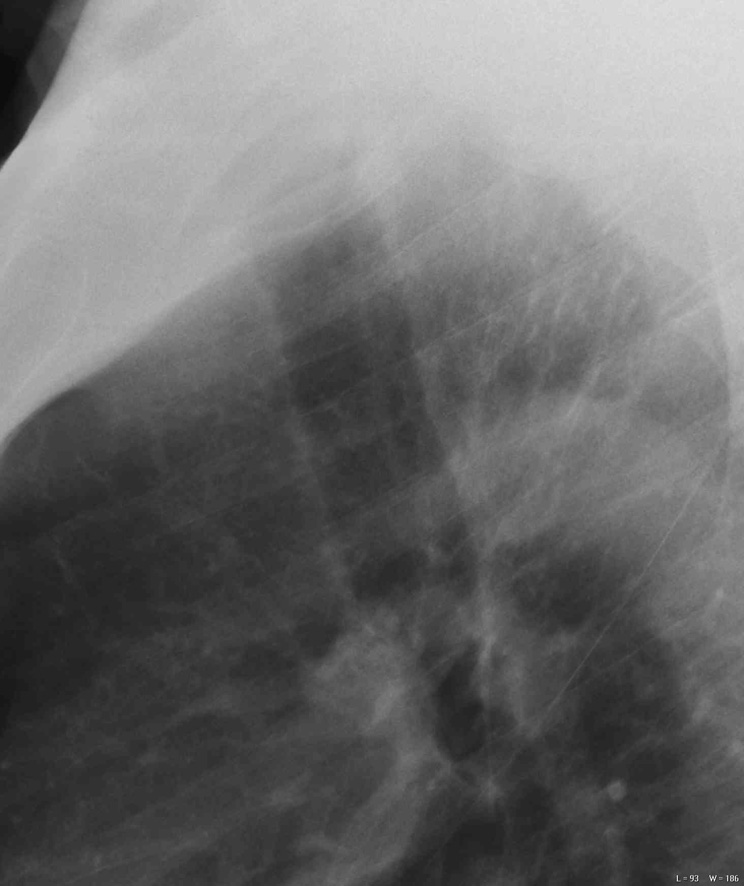 L = 93 W = 186